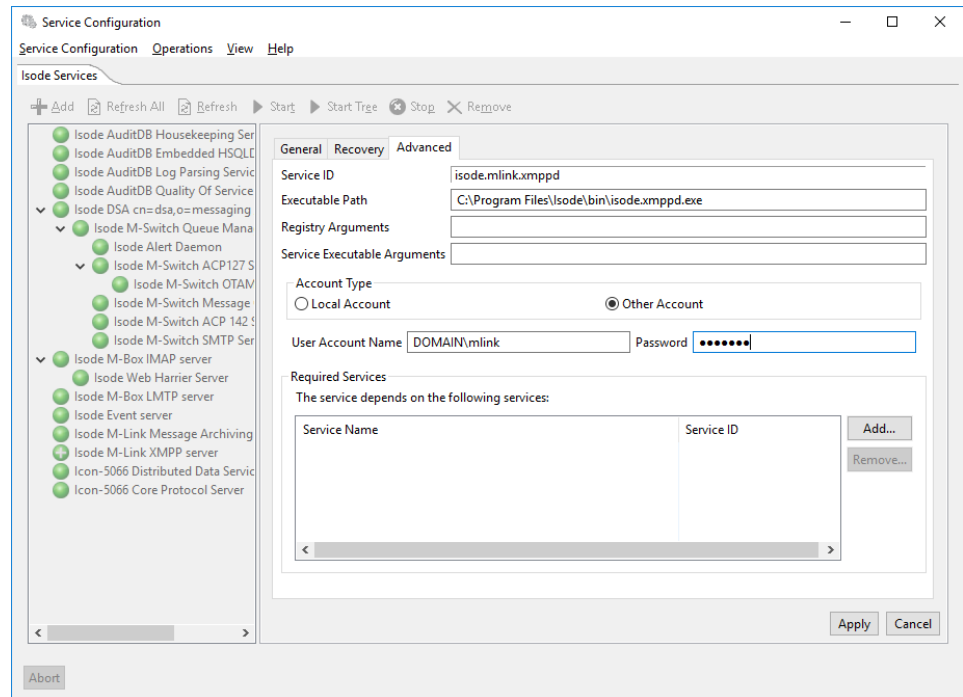 Service Configuration
Service Configuration Operations View Help
Isode Services
Add Refresh All Refresh Start Start Tree Stop Remove
Isode AuditDB Housekeeping Ser
Isode AuditDB Embedded HSQLD
Isode AuditDB Log Parsing Servic
Isode AuditDB Quality Of Service
Isode DSA cn=dsa,o=messaging
Isode M-Switch Queue Mana
Isode Alert Daemon
Isode M-Switch ACP127 S
Isode M-Switch OTAM
Isode M-Switch Message
Isode M-Switch ACP 142 S
Isode M-Switch SMTP Ser
Isode M-Box IMAP server
Isode Web Harrier Server
Isode M-Box LMTP server
Isode Event server
Isode M-Link Message Archiving
Isode M-Link XMPP server
Icon-5066 Distributed Data Servic
Icon-5066 Core Protocol Server
General Recovery Advanced
Service ID isode.mlink.xmppd
Executable Path C:\Program Files\Isode\bin\isode.xmppd.exe
Registry Arguments
Service Executable Arguments
Account Type
Local Account Other Account
User Account Name DOMAIN\mlink Password •••••••
Required Services
The service depends on the following services:
Service Name Service ID
Add...
Remove...
Apply Cancel
Abort